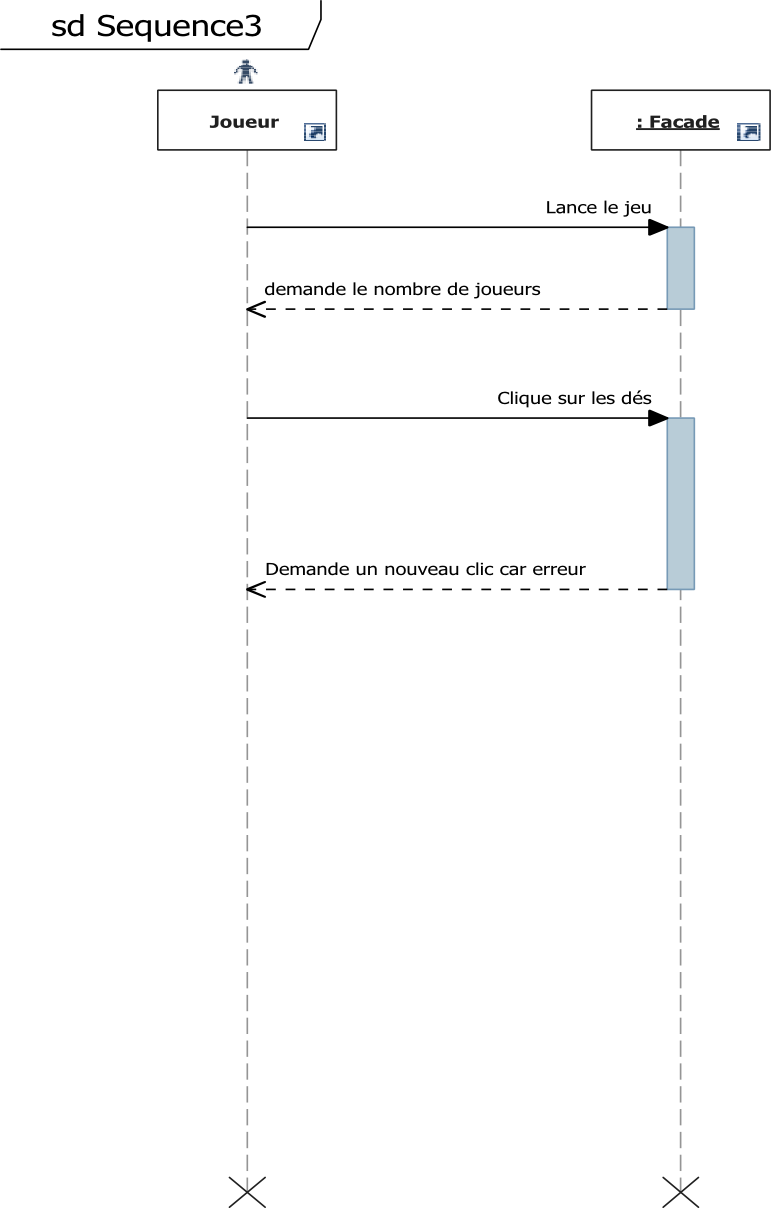 sd Sequence3
Joueur
: Facade
Lance le jeu
demande le nombre de joueurs
Clique sur les dés
Demande un nouveau clic car erreur